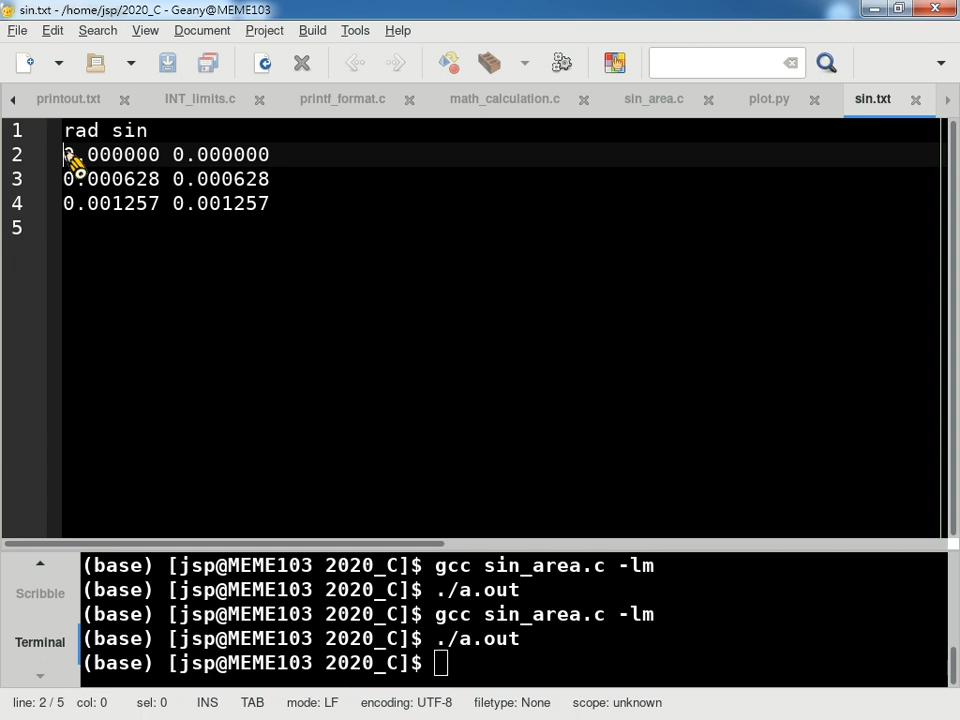 sin.txt - /home/jsp/2020_C - Geany@MEME103
File Edit Search View Document Project Build Tools Help
printout.txt INT_limits.c printf_format.c math_calculation.c sin_area.c plot.py sin.txt
1 rad sin
2 0.000000 0.000000
3 0.000628 0.000628
4 0.001257 0.001257
5
Scribble
Terminal
(base) [jsp@MEME103 2020_C]$ gcc sin_area.c -lm
(base) [jsp@MEME103 2020_C]$ ./a.out
(base) [jsp@MEME103 2020_C]$ gcc sin_area.c -lm
(base) [jsp@MEME103 2020_C]$ ./a.out
(base) [jsp@MEME103 2020_C]$
line: 2 / 5 col: 0 sel: 0 INS TAB mode: LF encoding: UTF-8 filetype: None scope: unknown